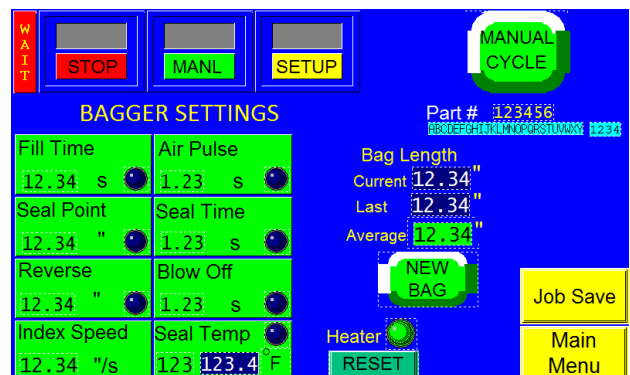 WAIT
STOP
MANL
SETUP
MANUAL
CYCLE
BAGGER SETTINGS
Part # 123456
ABCDEFGHIJKLMNOPQRSTUVWXY 1234
Fill Time
12.34 s
Air Pulse
1.23 s
Seal Point
12.34 "
Seal Time
1.23 s
Reverse
12.34 "
Blow Off
1.23 s
Index Speed
12.34 "/s
Seal Temp
123 123.4 °F
Bag Length
Current 12.34"
Last 12.34"
Average 12.34"
NEW
BAG
Heater
RESET
Job Save
Main
Menu